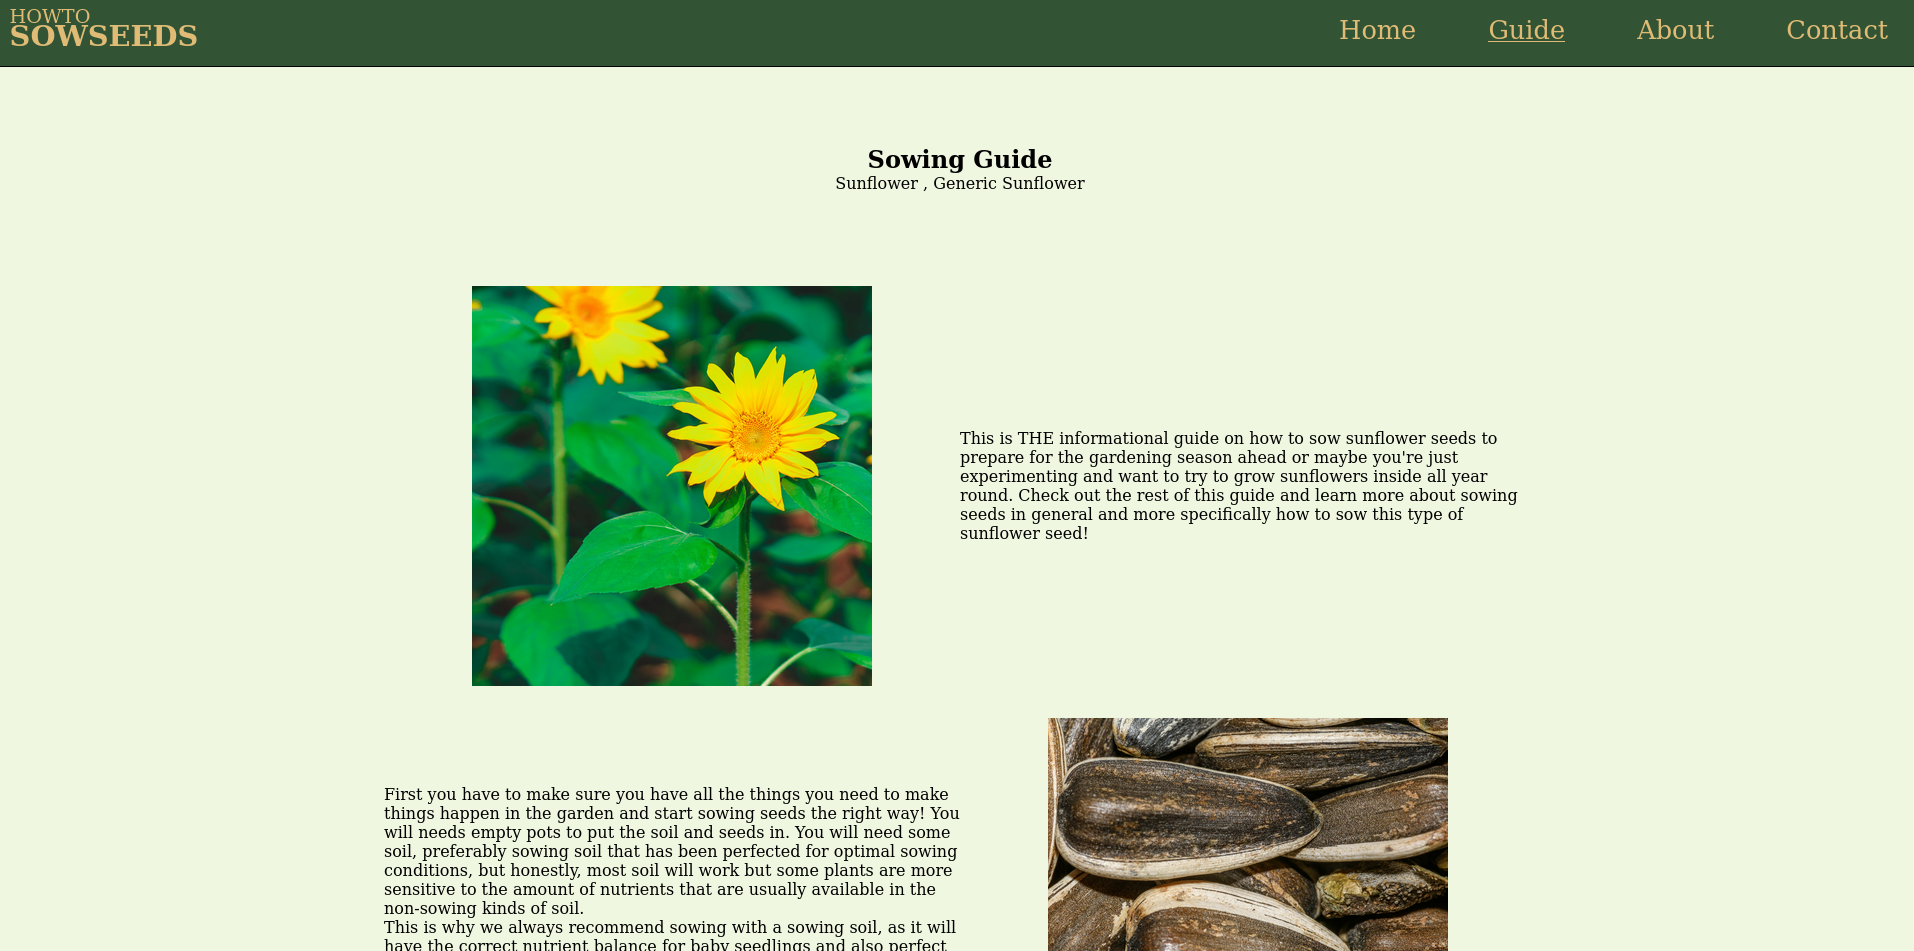 HOWTO
SOWSEEDS
Home
Guide
About
Contact
Sowing Guide
Sunflower , Generic Sunflower
This is THE informational guide on how to sow sunflower seeds to
prepare for the gardening season ahead or maybe you're just
experimenting and want to try to grow sunflowers inside all year
round. Check out the rest of this guide and learn more about sowing
seeds in general and more specifically how to sow this type of
sunflower seed!
First you have to make sure you have all the things you need to make
things happen in the garden and start sowing seeds the right way! You
will needs empty pots to put the soil and seeds in. You will need some
soil, preferably sowing soil that has been perfected for optimal sowing
conditions, but honestly, most soil will work but some plants are more
sensitive to the amount of nutrients that are usually available in the
non-sowing kinds of soil.
This is why we always recommend sowing with a sowing soil, as it will
have the correct nutrient balance for baby seedlings and also perfect